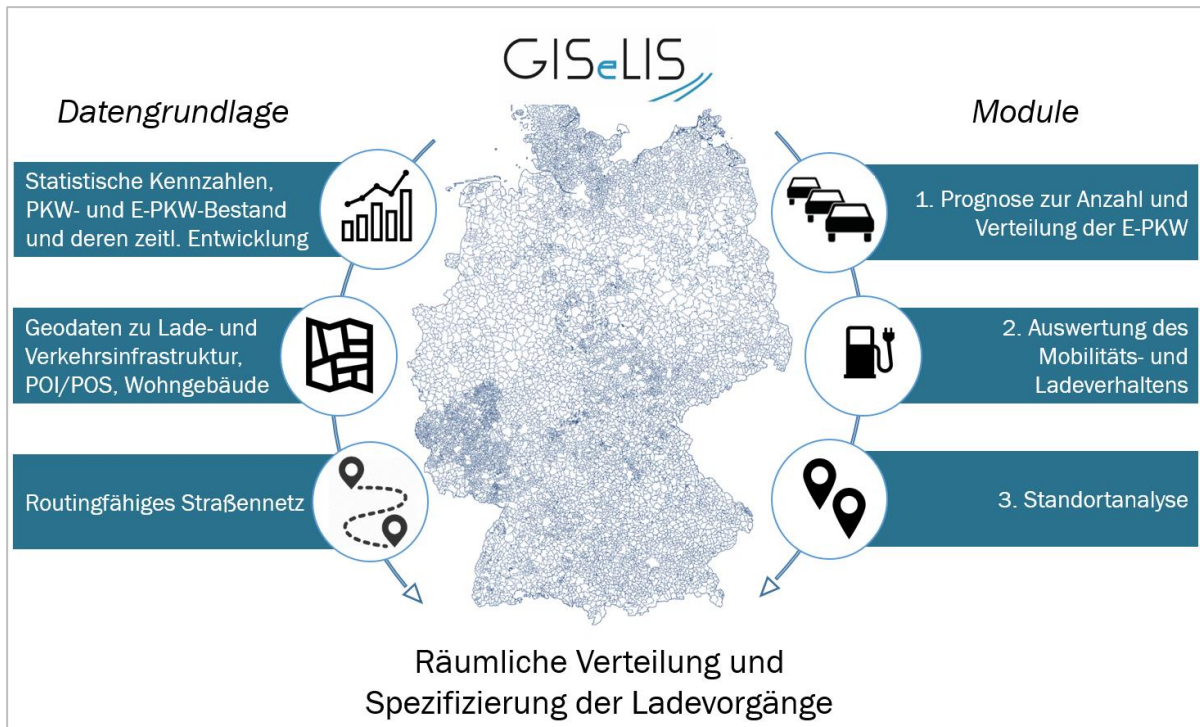 GISeLIS
Datengrundlage
Statistische Kennzahlen,
PKW- und E-PKW-Bestand
und deren zeitl. Entwicklung
Geodaten zu Lade- und
Verkehrsinfrastruktur,
POI/POS, Wohngebäude
Routingfähiges Straßennetz
Module
1. Prognose zur Anzahl und
Verteilung der E-PKW
2. Auswertung des
Mobilitäts- und
Ladeverhaltens
3. Standortanalyse
Räumliche Verteilung und
Spezifizierung der Ladevorgänge